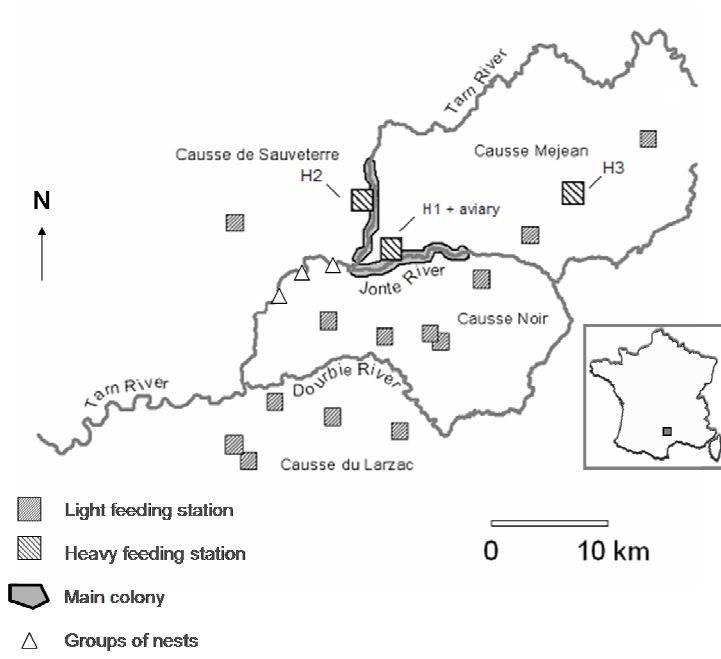 Tarn River
Causse de Sauveterre
Causse Mejean
H2
H3
N
H1 + aviary
Jonte River
Causse Noir
Tarn River
Dourbie River
Causse du Larzac
Light feeding station
Heavy feeding station
0 10 km
Main colony
Groups of nests